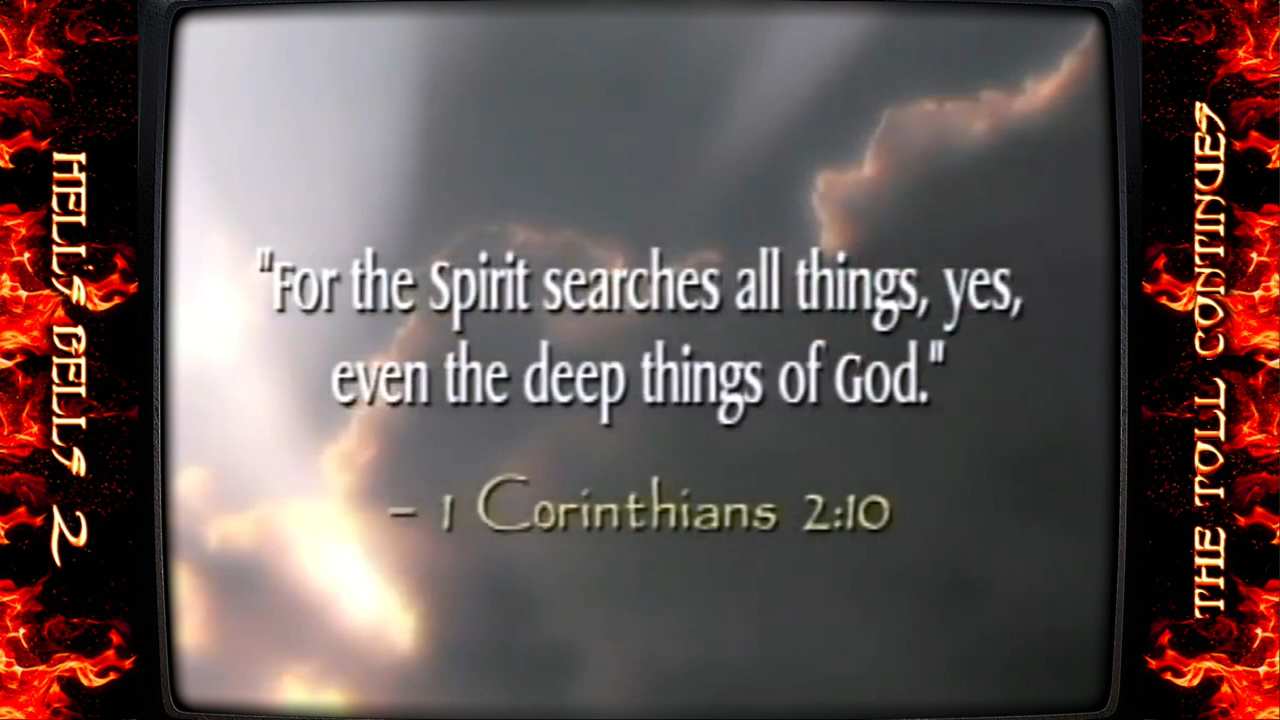 HELL'S BELLS 2
"For the Spirit searches all things, yes,
even the deep things of God."
– 1 Corinthians 2:10
THE TOLL CONTINUES